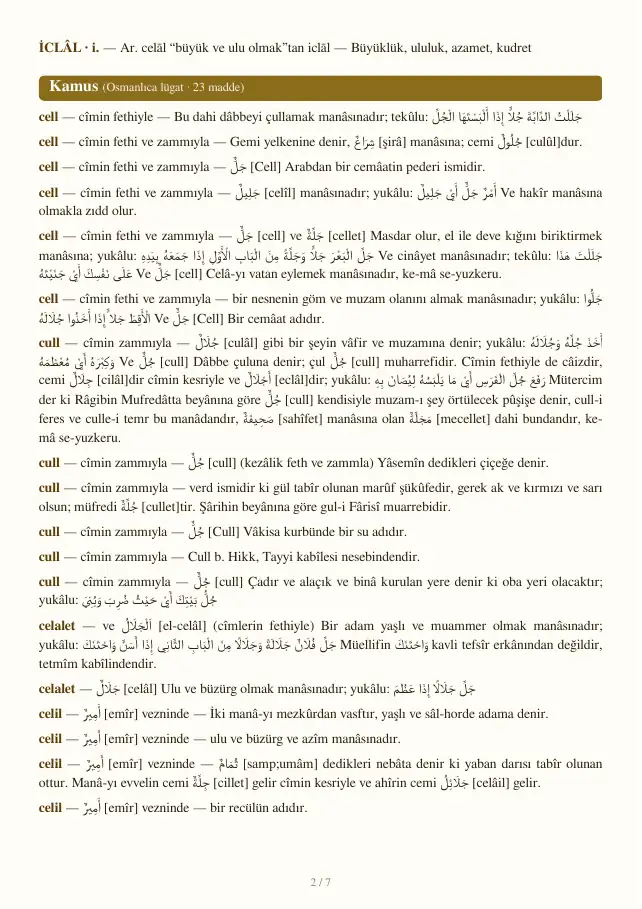 İCLÂL · i. — Ar. celāl “büyük ve ulu olmak”tan iclāl — Büyüklük, ululuk, azamet, kudret
Kamus (Osmanlıca lügat · 23 madde)
cell — cîmin fethiyle — Bu dahi dâbbeyi çullamak manâsınadır; tekûlu: جَلَلْتُ الدَّابَّةَ جُلاًّ إِذَا أَلْبَسْتَهَا الْجُلَّ
cell — cîmin fethi ve zammıyla — Gemi yelkenine denir, شِرَاعٌ [şirâ] manâsına; cemi جُلُولٌ [culûl]dur.
cell — cîmin fethi ve zammıyla — جَلٌّ [Cell] Arabdan bir cemâatin pederi ismidir.
cell — cîmin fethi ve zammıyla — جَلِيلٌ [celîl] manâsınadır; yukâlu: أَمْرٌ جَلٌّ أَيْ جَلِيلٌ Ve hakîr manâsına
olmakla zıdd olur.
cell — cîmin fethi ve zammıyla — جَلٌّ [cell] ve جَلَّةٌ [cellet] Masdar olur, el ile deve kığını biriktirmek
manâsına; yukâlu: جَلَّ الْبَعَرَ جَلاًّ وَجَلَّةً مِنَ الْبَابِ الْأَوَّلِ إِذَا جَمَعَهُ بِيَدِهِ Ve cinâyet manâsınadır; tekûlu: جَلَلْتَ هَذَا
عَلَى نَفْسِكَ أَيْ جَنَيْتَهُ Ve جَلٌّ [cell] Celâ-yı vatan eylemek manâsınadır, ke-mâ se-yuzkeru.
cell — cîmin fethi ve zammıyla — bir nesnenin göm ve muzam olanını almak manâsınadır; yukâlu: جَلُّوا
الْأَقِطَ جَلاًّ إِذَا أَخَذُوا جُلَالَهُ Ve جَلٌّ [Cell] Bir cemâat adıdır.
cull — cîmin zammıyla — جُلَالٌ [culâl] gibi bir şeyin vâfir ve muzamına denir; yukâlu: أَخَذَ جُلَّهُ وَجُلَالَهُ
وَكِبْرَهُ أَيْ مُعْظَمَهُ Ve جُلٌّ [cull] Dâbbe çuluna denir; çul جُلٌّ [cull] muharrefidir. Cîmin fethiyle de câizdir,
cemi جِلَالٌ [cilâl]dir cîmin kesriyle ve أَجْلَالٌ [eclâl]dir; yukâlu: رَفَعَ جُلَّ الْفَرَسِ أَيْ مَا يَلْبَسُهُ لِيُصَانَ بِهِ Mütercim
der ki Râgibin Mufredâtta beyânına göre جُلٌّ [cull] kendisiyle muzam-ı şey örtülecek pûşişe denir, cull-i
feres ve culle-i temr bu manâdandır, صَحِيفَةٌ [sahîfet] manâsına olan مَجَلَّةٌ [mecellet] dahi bundandır, ke-
mâ se-yuzkeru.
cull — cîmin zammıyla — جُلٌّ [cull] (kezâlik feth ve zammla) Yâsemîn dedikleri çiçeğe denir.
cull — cîmin zammıyla — verd ismidir ki gül tabîr olunan marûf şükûfedir, gerek ak ve kırmızı ve sarı
olsun; müfredi جُلَّةٌ [cullet]tir. Şârihin beyânına göre gul-i Fârisî muarrebidir.
cull — cîmin zammıyla — جُلٌّ [Cull] Vâkisa kurbünde bir su adıdır.
cull — cîmin zammıyla — Cull b. Hikk, Tayyi kabîlesi nesebindendir.
cull — cîmin zammıyla — جُلٌّ [cull] Çadır ve alaçık ve binâ kurulan yere denir ki oba yeri olacaktır;
yukâlu: جُلُّ بَيْتِكَ أَيْ حَيْثُ ضُرِبَ وَبُنِيَ
celalet — ve اَلْجَلَالُ [el-celâl] (cîmlerin fethiyle) Bir adam yaşlı ve muammer olmak manâsınadır;
yukâlu: جَلَّ فُلَانٌ جَلَالَةً وَجَلَالًا مِنَ الْبَابِ الثَّانِي إِذَا أَسَنَّ وَاحْتَنَكَ Müellifin وَاحْتَنَكَ kavli tefsîr erkânından değildir,
tetmîm kabîlindendir.
celalet — جَلَالٌ [celâl] Ulu ve büzürg olmak manâsınadır; yukâlu: جَلَّ جَلَالًا إِذَا عَظُمَ
celil — أَمِيرٌ [emîr] vezninde — İki manâ-yı mezkûrdan vasftır, yaşlı ve sâl-horde adama denir.
celil — أَمِيرٌ [emîr] vezninde — ulu ve büzürg ve azîm manâsınadır.
celil — أَمِيرٌ [emîr] vezninde — ثُمَامٌ [samp;umâm] dedikleri nebâta denir ki yaban darısı tabîr olunan
ottur. Manâ-yı evvelin cemi جِلَّةٌ [cillet] gelir cîmin kesriyle ve ahîrin cemi جَلَائِلُ [celâil] gelir.
celil — أَمِيرٌ [emîr] vezninde — bir recülün adıdır.
2 / 7